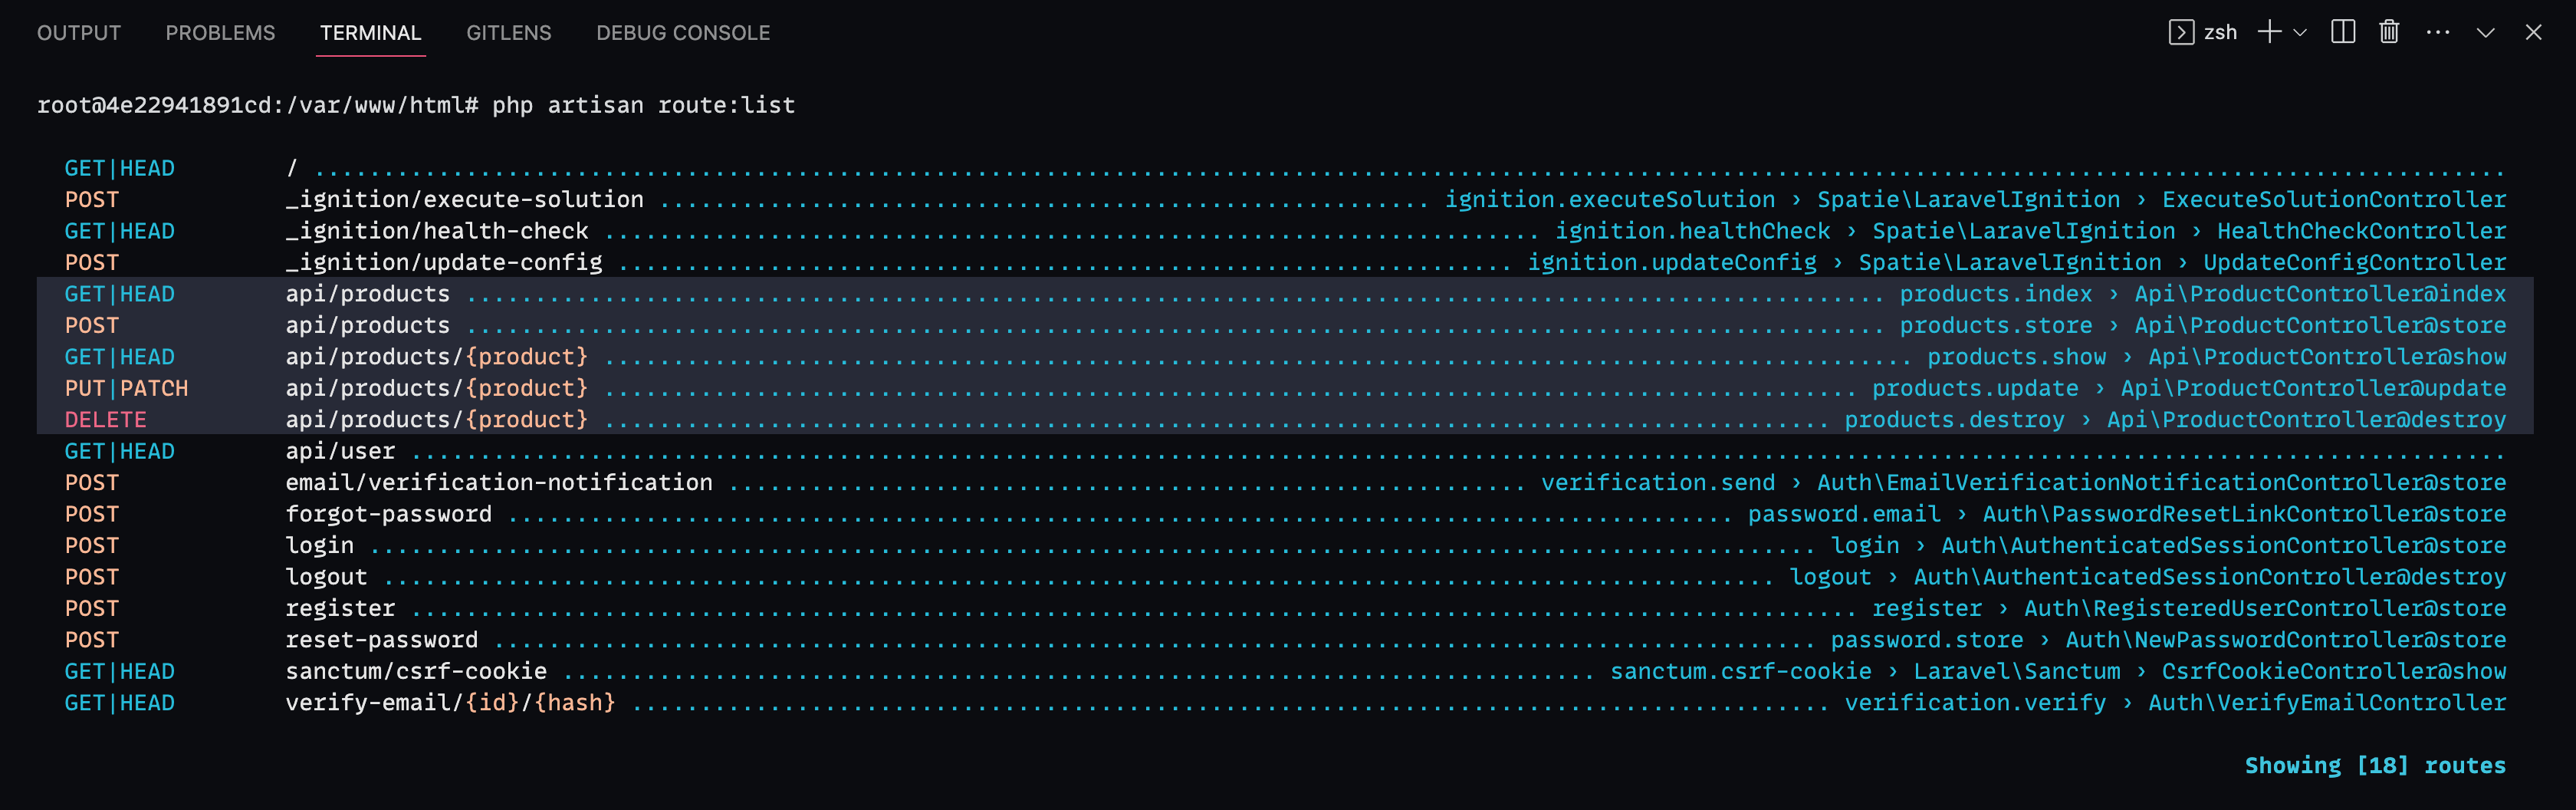 OUTPUT PROBLEMS TERMINAL GITLENS DEBUG CONSOLE zsh
root@4e22941891cd:/var/www/html# php artisan route:list
GET|HEAD / ................................................................................................................................................................
POST _ignition/execute-solution ........................................................ ignition.executeSolution › Spatie\LaravelIgnition › ExecuteSolutionController
GET|HEAD _ignition/health-check .................................................................... ignition.healthCheck › Spatie\LaravelIgnition › HealthCheckController
POST _ignition/update-config ................................................................. ignition.updateConfig › Spatie\LaravelIgnition › UpdateConfigController
GET|HEAD api/products ....................................................................................................... products.index › Api\ProductController@index
POST api/products ....................................................................................................... products.store › Api\ProductController@store
GET|HEAD api/products/{product} ............................................................................................... products.show › Api\ProductController@show
PUT|PATCH api/products/{product} ........................................................................................... products.update › Api\ProductController@update
DELETE api/products/{product} ......................................................................................... products.destroy › Api\ProductController@destroy
GET|HEAD api/user .........................................................................................................................................................
POST email/verification-notification .......................................................... verification.send › Auth\EmailVerificationNotificationController@store
POST forgot-password ......................................................................................... password.email › Auth\PasswordResetLinkController@store
POST login ......................................................................................................... login › Auth\AuthenticatedSessionController@store
POST logout ..................................................................................................... logout › Auth\AuthenticatedSessionController@destroy
POST register ......................................................................................................... register › Auth\RegisteredUserController@store
POST reset-password ................................................................................................ password.store › Auth\NewPasswordController@store
GET|HEAD sanctum/csrf-cookie ........................................................................... sanctum.csrf-cookie › Laravel\Sanctum › CsrfCookieController@show
GET|HEAD verify-email/{id}/{hash} ....................................................................................... verification.verify › Auth\VerifyEmailController
Showing [18] routes